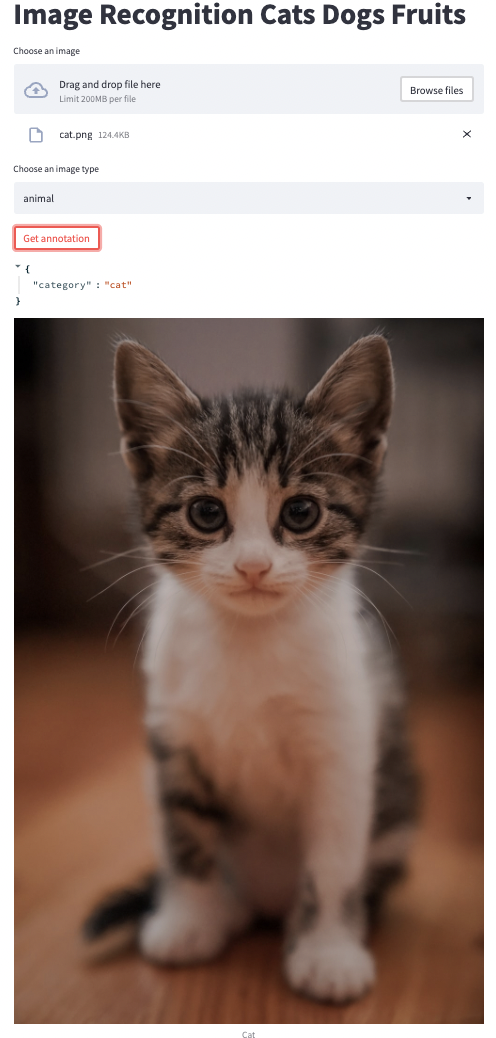 Image Recognition Cats Dogs Fruits
Choose an image
Drag and drop file here
Limit 200MB per file
Browse files
cat.png 124.4KB
Choose an image type
animal
Get annotation
{
"category" : "cat"
}
Cat